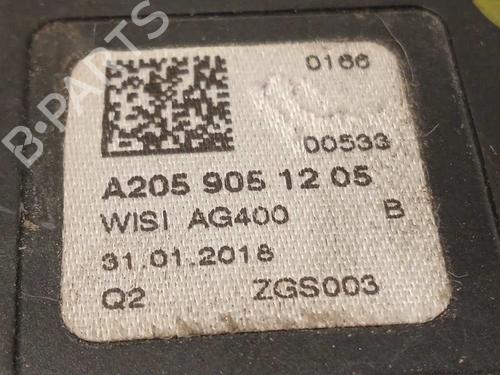 B-PARTS
0166
00533
A205 905 12 05
WISI AG400 B
31.01.2018
Q2 ZGS003